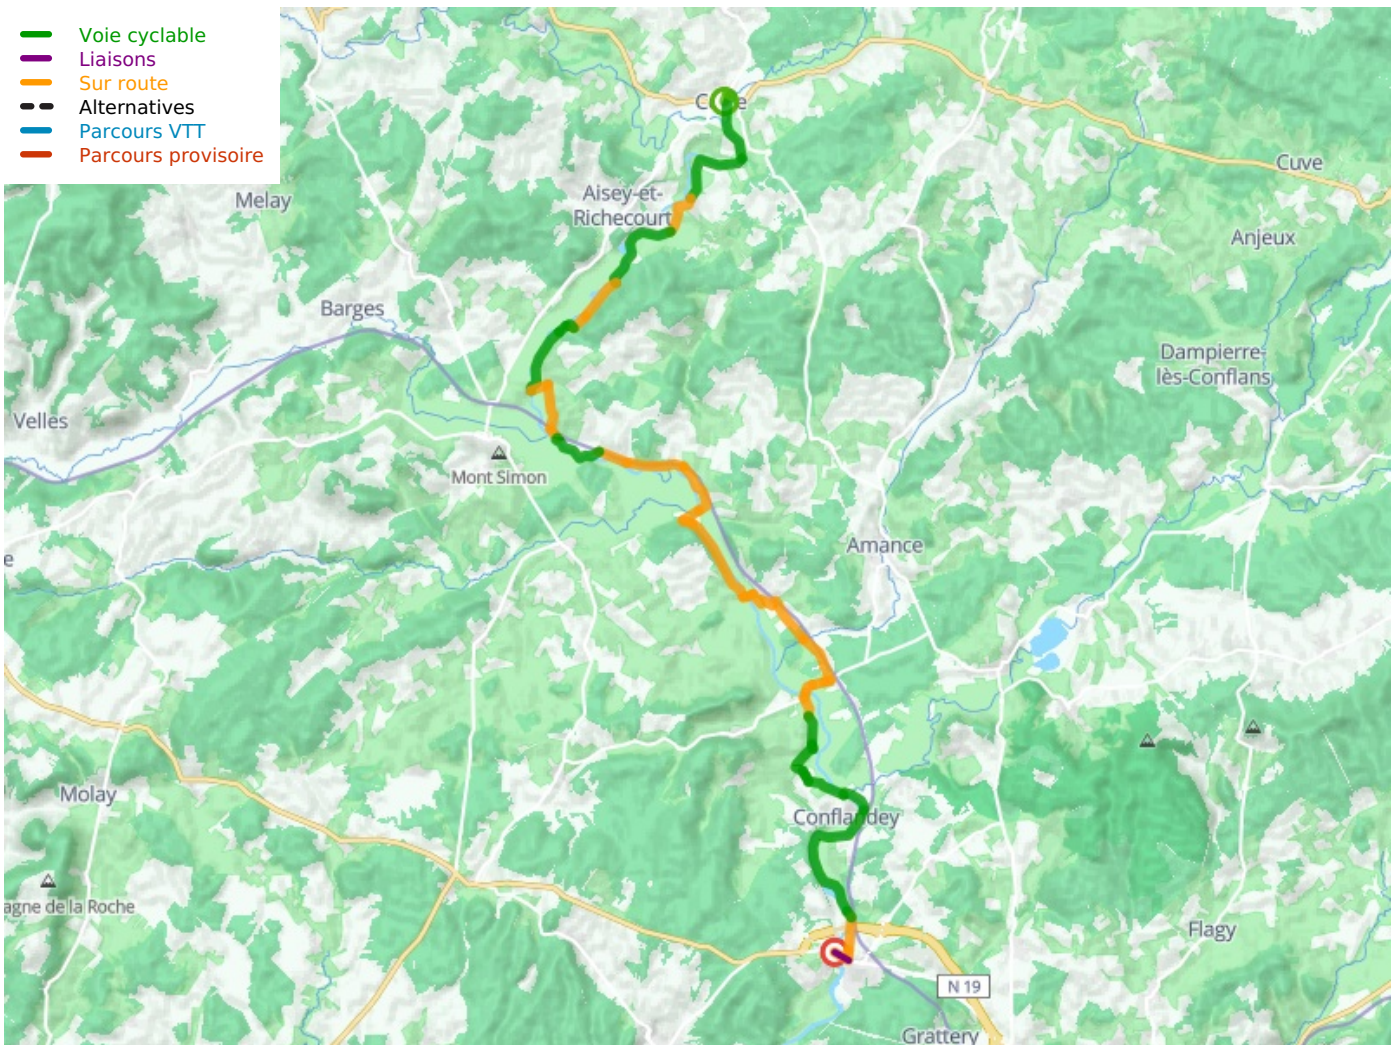 Voie cyclable
Liaisons
Sur route
Alternatives
Parcours VTT
Parcours provisoire
Cuve
Melay
Aisey-et-
Richecourt
Anjeux
Barges
Dampierre-
lès-Conflans
Velles
Mont Simon
Amance
e
Molay
Conflandey
agne de la Roche
Flagy
N 19
Grattery